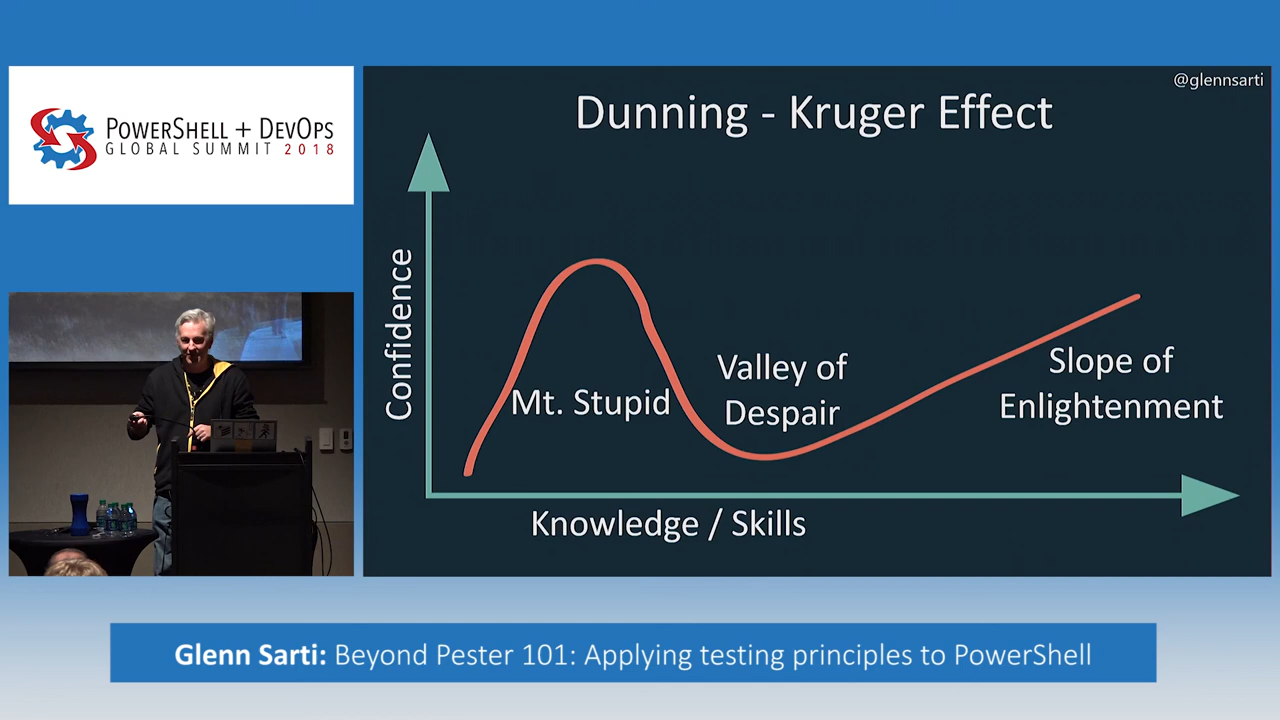 POWERSHELL + DEVOPS
GLOBAL SUMMIT 2018
@glennsarti
Dunning - Kruger Effect
Confidence
Mt. Stupid
Valley of
Despair
Slope of
Enlightenment
Knowledge / Skills
Glenn Sarti: Beyond Pester 101: Applying testing principles to PowerShell